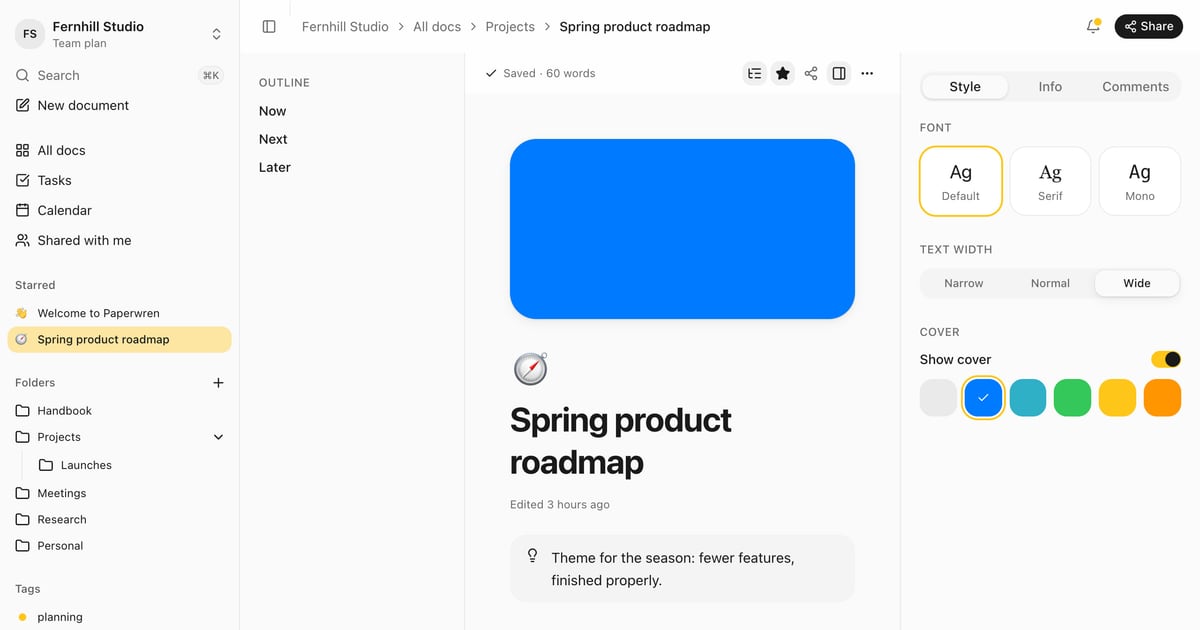 FS
Fernhill Studio
Team plan
Search
⌘K
New document
All docs
Tasks
Calendar
Shared with me
Starred
Welcome to Paperwren
Spring product roadmap
Folders
Handbook
Projects
Launches
Meetings
Research
Personal
Tags
planning
Fernhill Studio
All docs
Projects
Spring product roadmap
Share
OUTLINE
Now
Next
Later
Saved · 60 words
Spring product
roadmap
Edited 3 hours ago
Theme for the season: fewer features,
finished properly.
Style
Info
Comments
FONT
Ag
Default
Ag
Serif
Ag
Mono
TEXT WIDTH
Narrow
Normal
Wide
COVER
Show cover